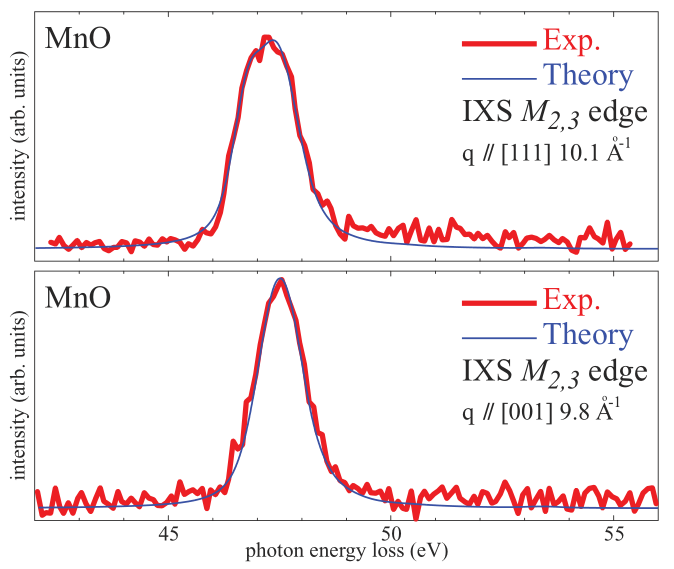 MnO
Exp.
Theory
IXS M2,3 edge
q // [111] 10.1 Å-1
intensity (arb. units)
MnO
Exp.
Theory
IXS M2,3 edge
q // [001] 9.8 Å-1
intensity (arb. units)
45 50 55
photon energy loss (eV)